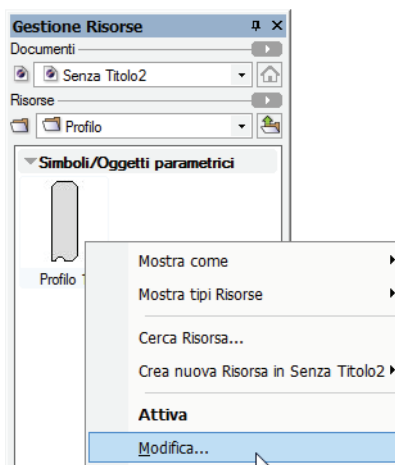 Gestione Risorse
Documenti
Senza Titolo2
Risorse
Profilo
Simboli/Oggetti parametrici
Profilo
Mostra come
Mostra tipi Risorse
Cerca Risorsa...
Crea nuova Risorsa in Senza Titolo2
Attiva
Modifica...